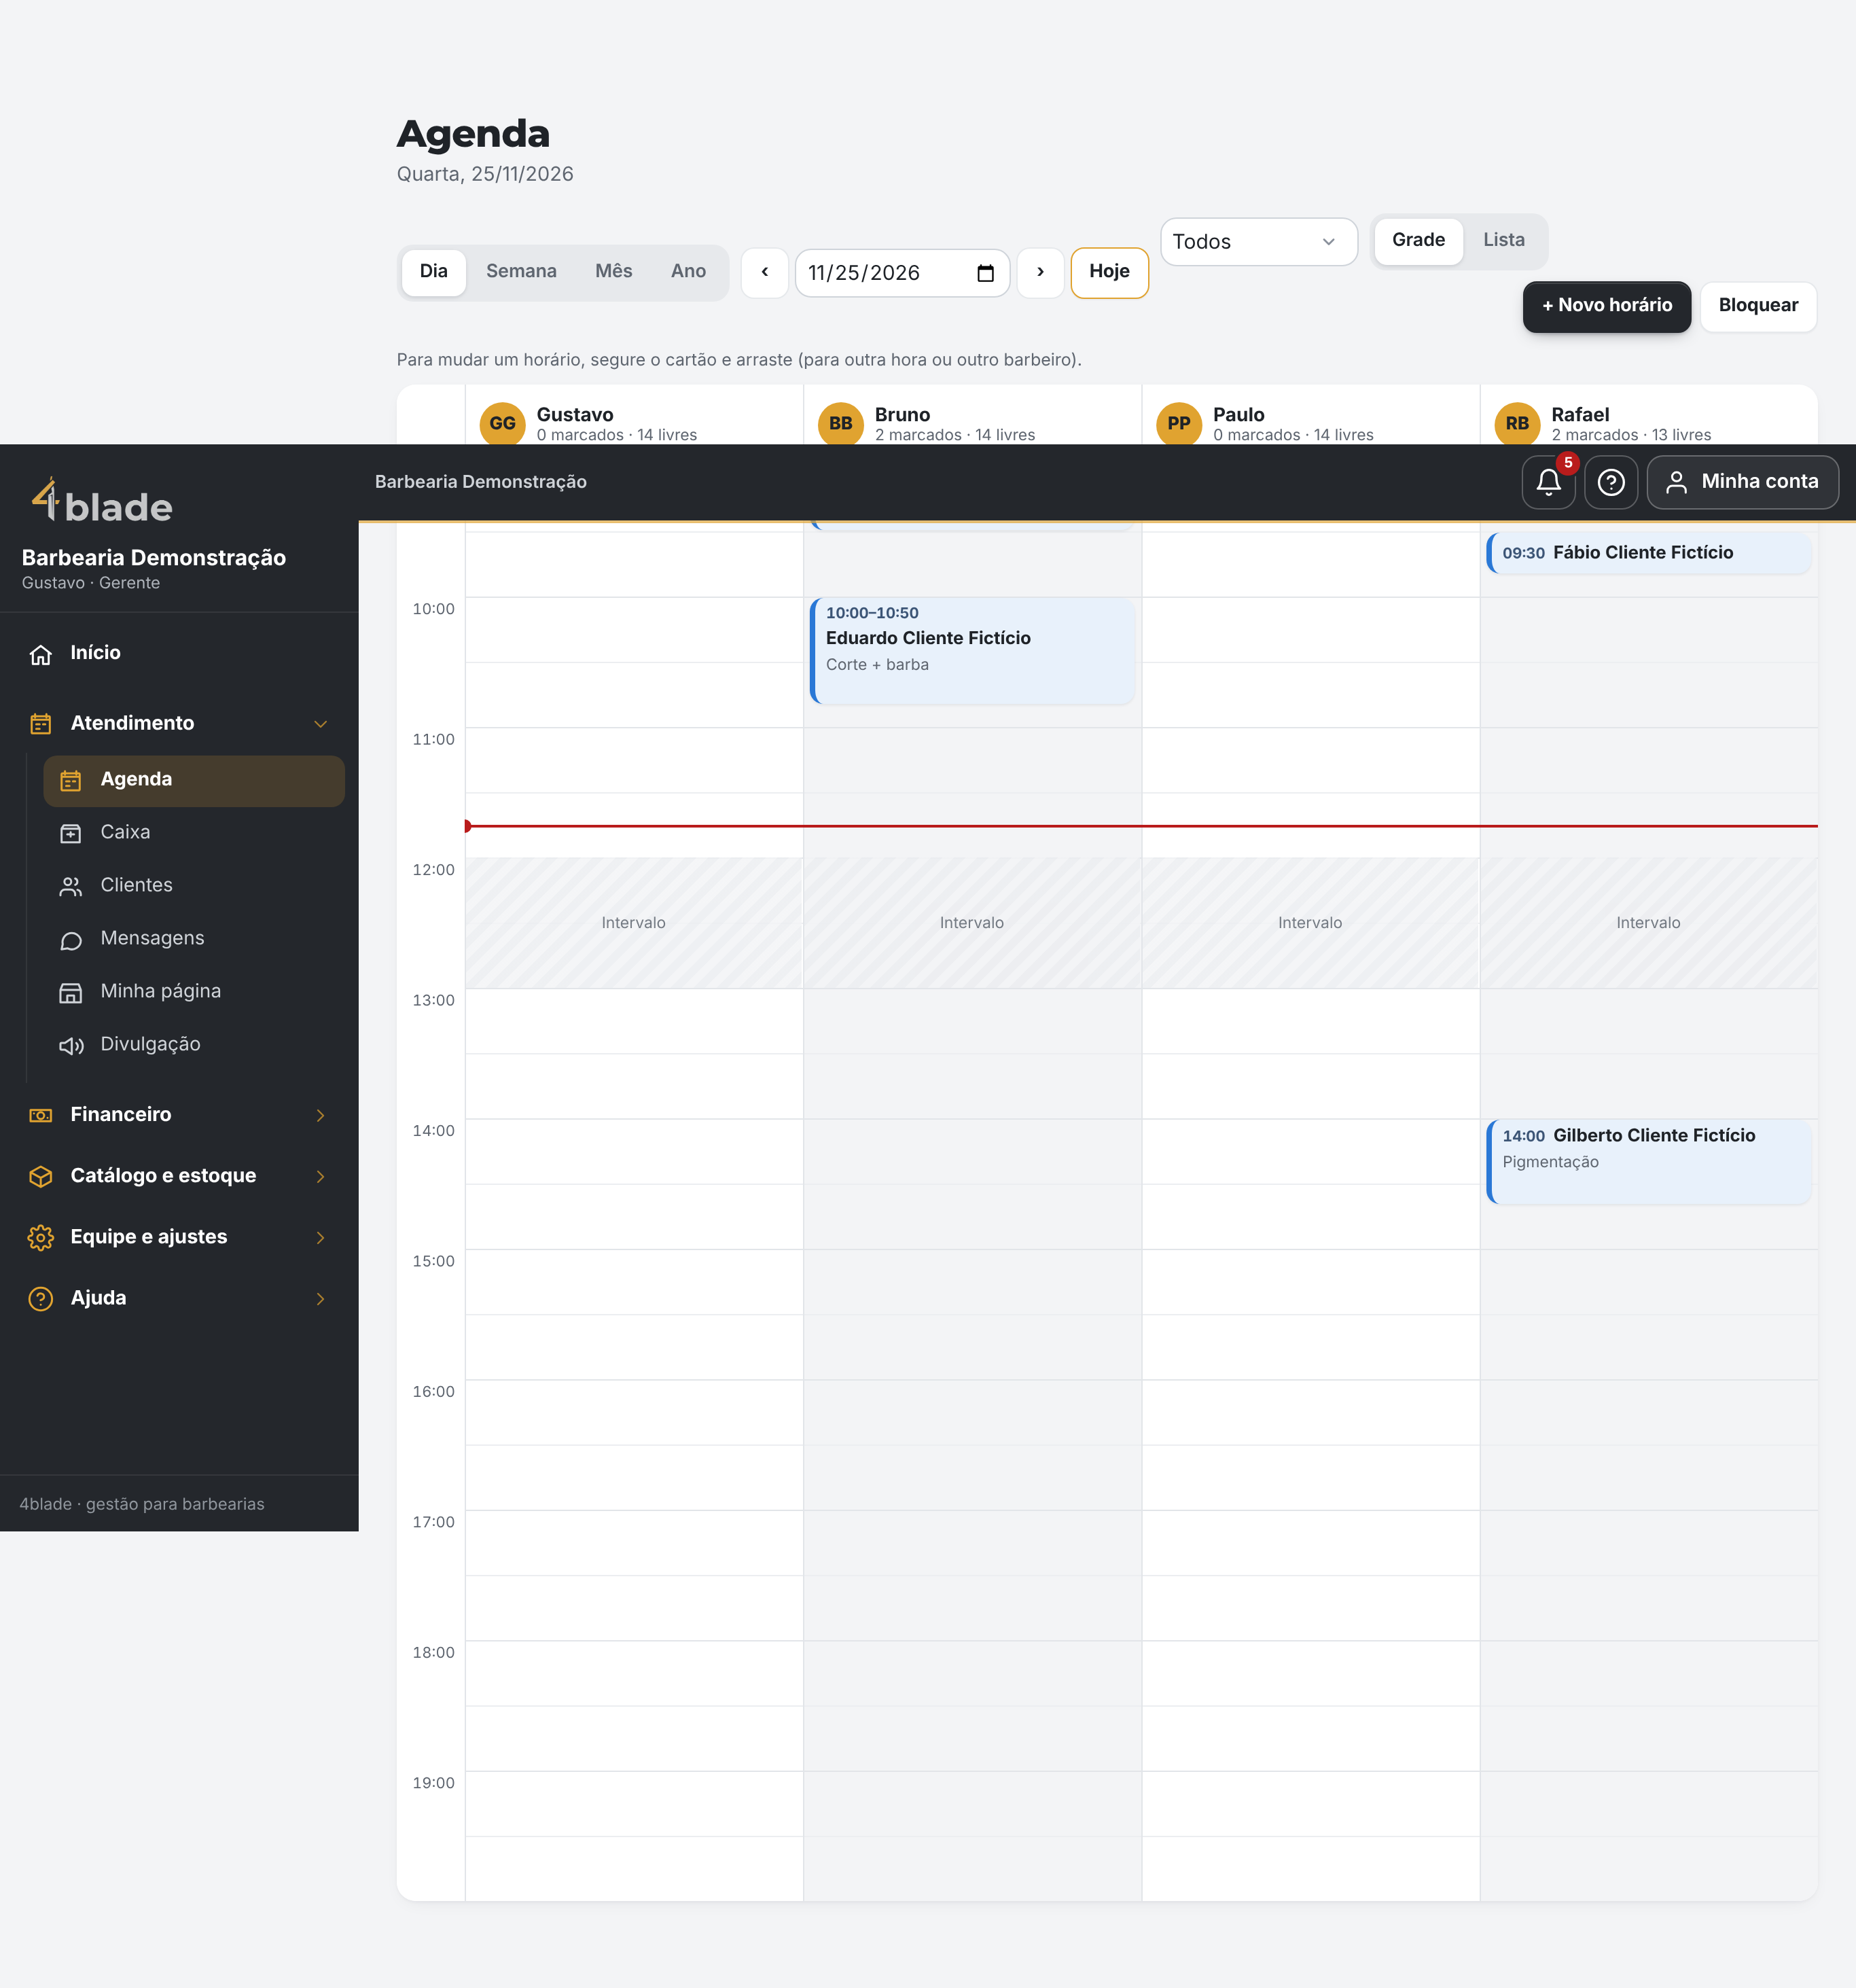 Agenda
Quarta, 25/11/2026
Dia Semana Mês Ano ‹ 11/25/2026 › Hoje Todos Grade Lista
+ Novo horário Bloquear
Para mudar um horário, segure o cartão e arraste (para outra hora ou outro barbeiro).
GG Gustavo
0 marcados · 14 livres
BB Bruno
2 marcados · 14 livres
PP Paulo
0 marcados · 14 livres
RB Rafael
2 marcados · 13 livres
4blade
Barbearia Demonstração
Gustavo · Gerente
Início
Atendimento
Agenda
Caixa
Clientes
Mensagens
Minha página
Divulgação
Financeiro
Catálogo e estoque
Equipe e ajustes
Ajuda
4blade · gestão para barbearias
Barbearia Demonstração
5
Minha conta
09:30 Fábio Cliente Fictício
10:00
10:00–10:50
Eduardo Cliente Fictício
Corte + barba
11:00
12:00
Intervalo Intervalo Intervalo Intervalo
13:00
14:00
14:00 Gilberto Cliente Fictício
Pigmentação
15:00
16:00
17:00
18:00
19:00